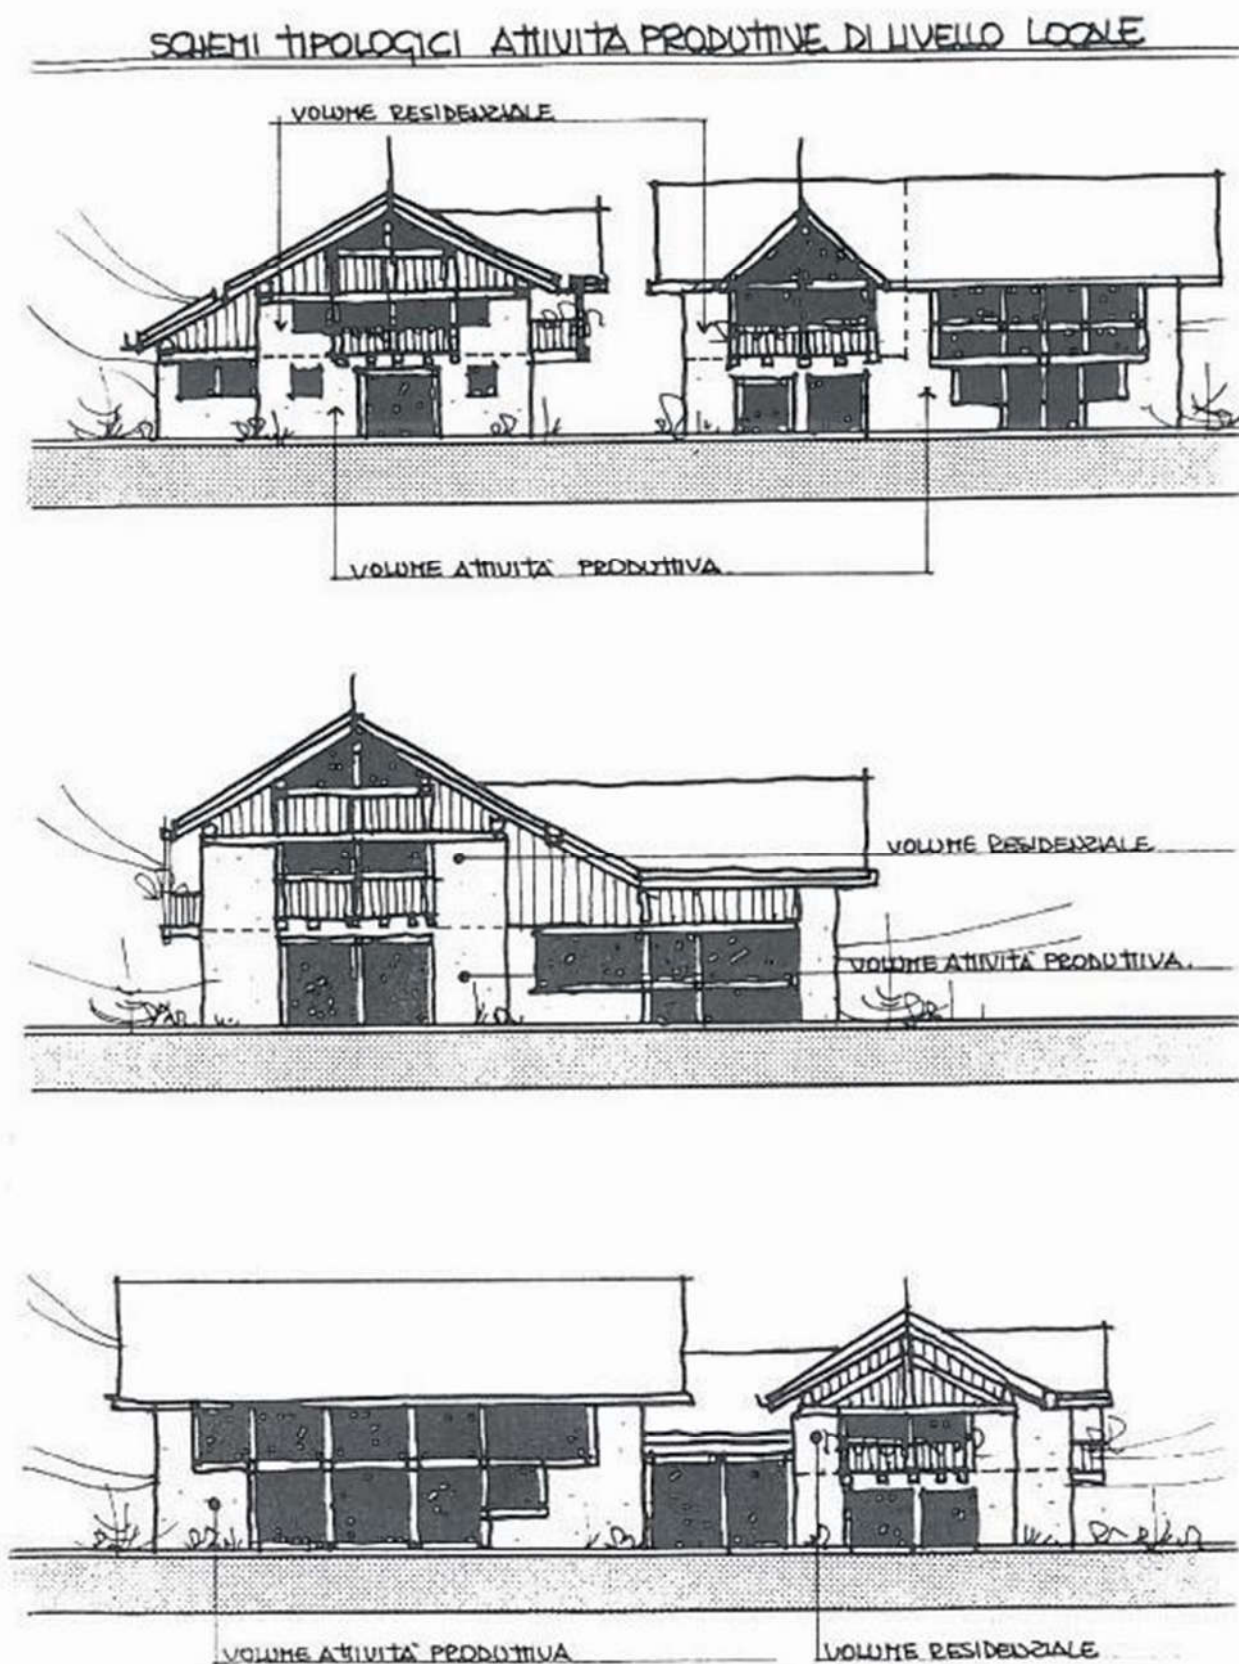 SCHEMI TIPOLOGICI ATTIVITÀ PRODUTTIVE DI LIVELLO LOCALE
VOLUME RESIDENZIALE
VOLUME ATTIVITÀ PRODUTTIVA
VOLUME RESIDENZIALE
VOLUME ATTIVITÀ PRODUTTIVA.
VOLUME ATTIVITÀ PRODUTTIVA
VOLUME RESIDENZIALE